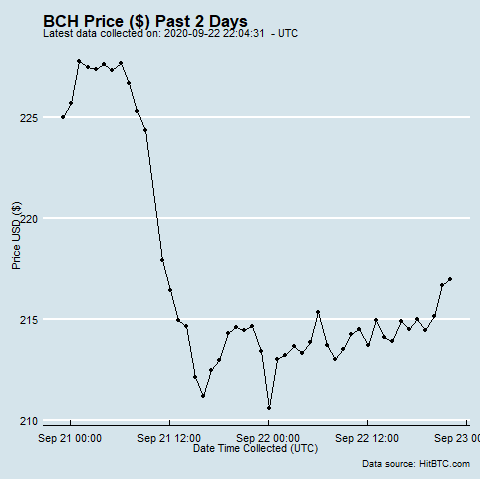 BCH Price ($) Past 2 Days
Latest data collected on: 2020-09-22 22:04:31 - UTC
Price USD ($)
225
220
215
210
Sep 21 00:00 Sep 21 12:00 Sep 22 00:00 Sep 22 12:00 Sep 23 0
Date Time Collected (UTC)
Data source: HitBTC.com